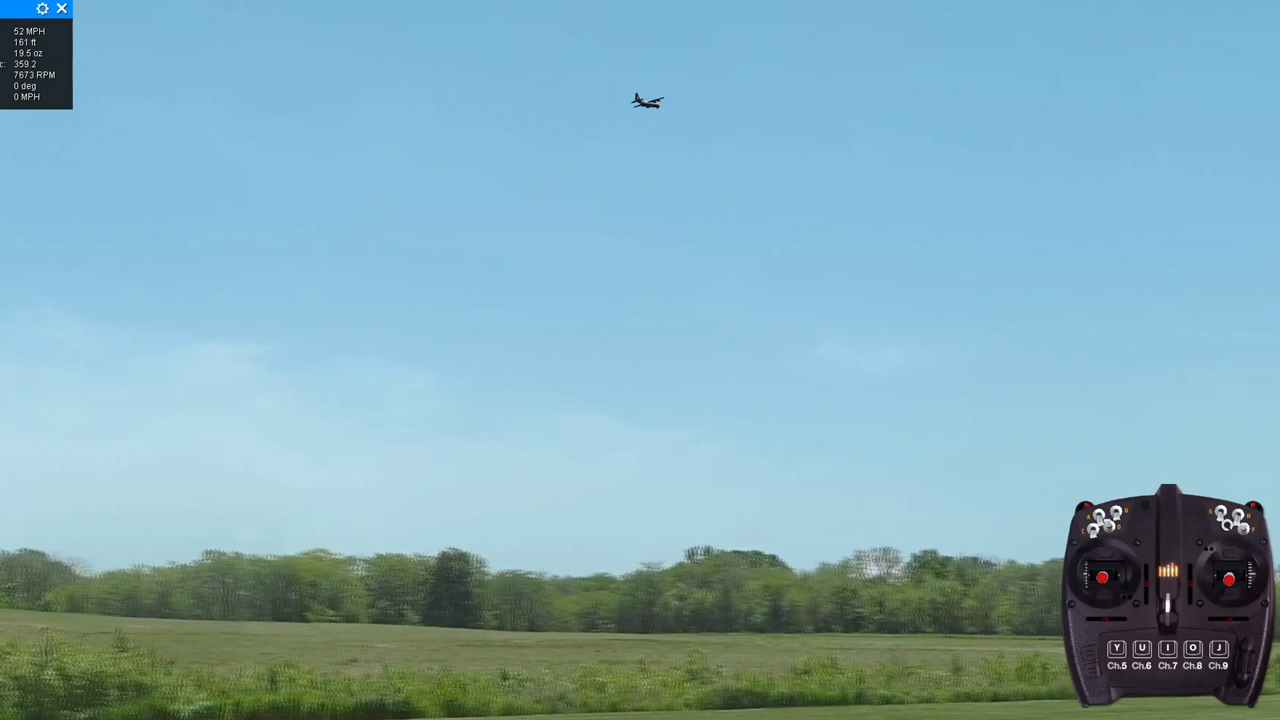 52 MPH
161 ft
19.5 oz
c: 359.2
7673 RPM
0 deg
0 MPH
Y U I O J
Ch.5 Ch.6 Ch.7 Ch.8 Ch.9